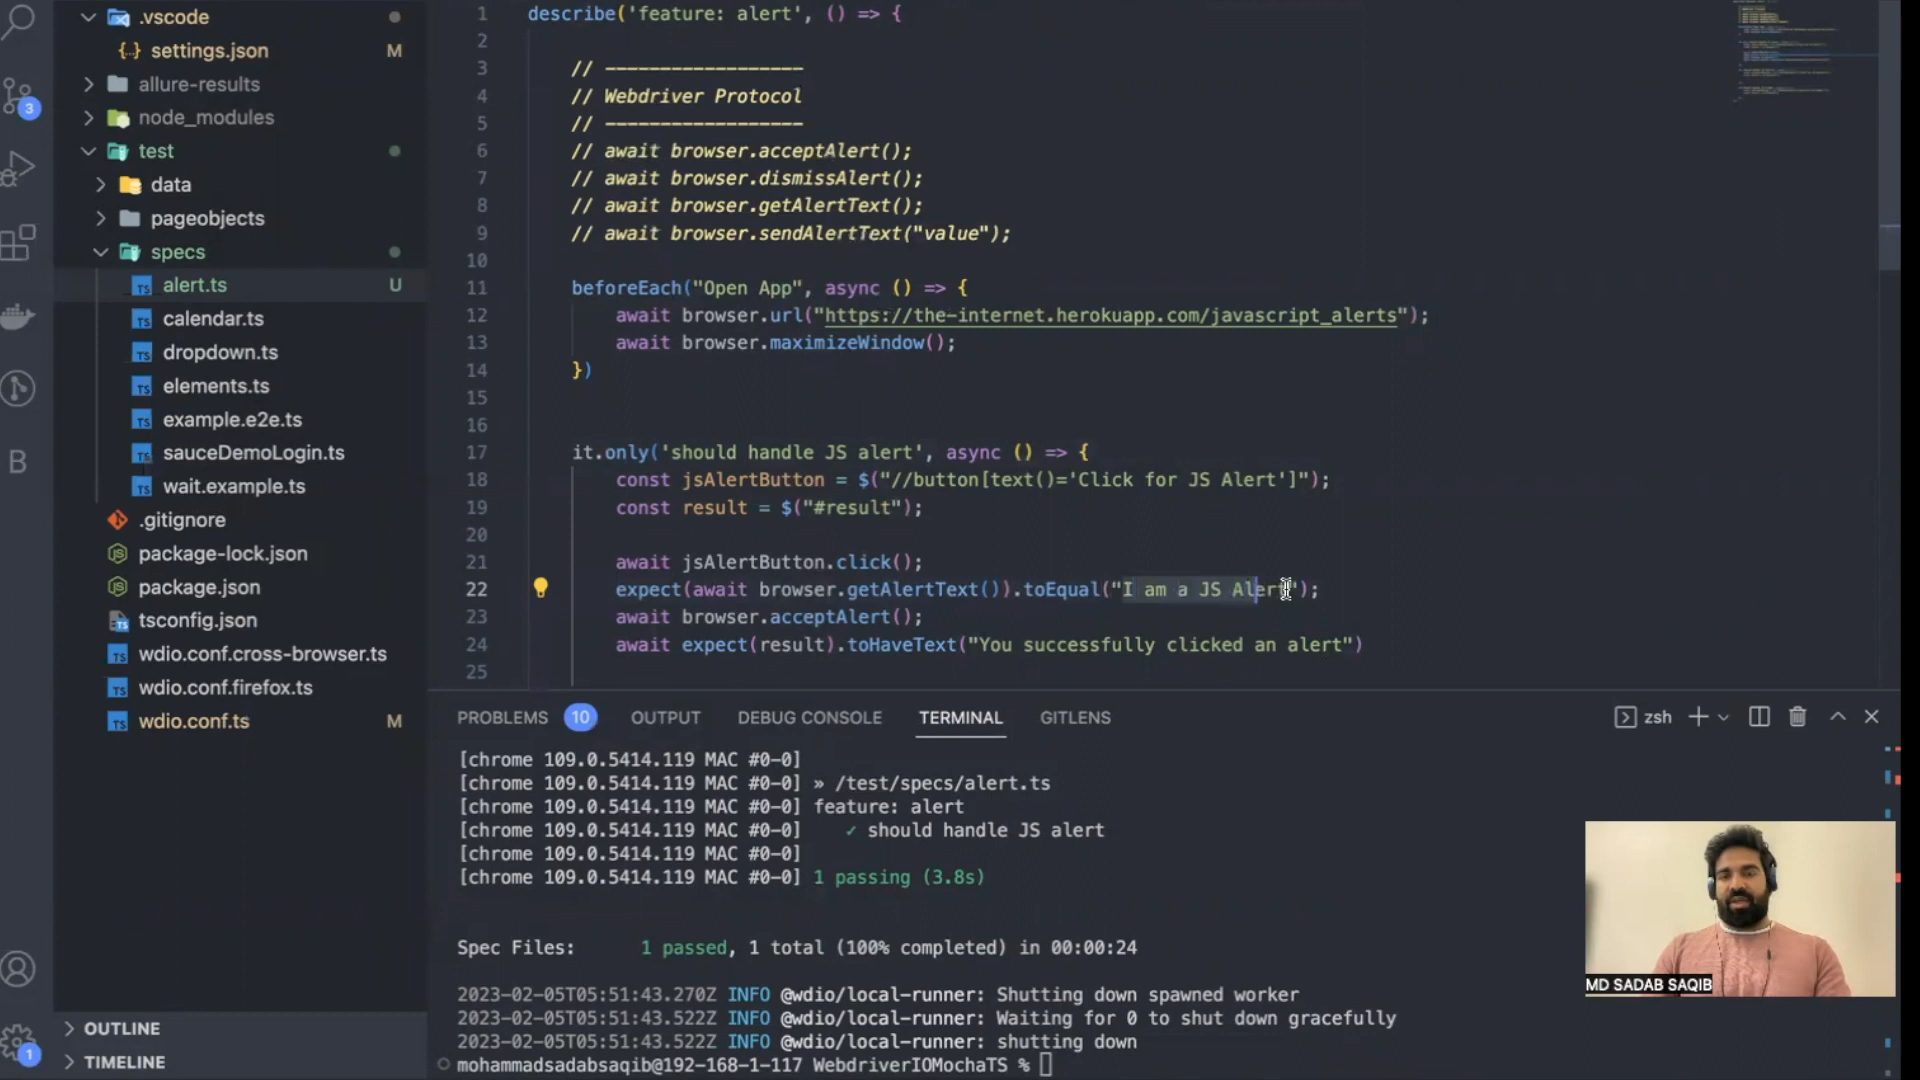 .vscode
settings.json M
allure-results
node_modules
test
data
pageobjects
specs
alert.ts U
calendar.ts
dropdown.ts
elements.ts
example.e2e.ts
sauceDemoLogin.ts
wait.example.ts
.gitignore
package-lock.json
package.json
tsconfig.json
wdio.conf.cross-browser.ts
wdio.conf.firefox.ts
wdio.conf.ts M
OUTLINE
TIMELINE
3
B
1
1 describe('feature: alert', () => {
2
3 // ------------------
4 // Webdriver Protocol
5 // ------------------
6 // await browser.acceptAlert();
7 // await browser.dismissAlert();
8 // await browser.getAlertText();
9 // await browser.sendAlertText("value");
10
11 beforeEach("Open App", async () => {
12 await browser.url("https://the-internet.herokuapp.com/javascript_alerts");
13 await browser.maximizeWindow();
14 })
15
16
17 it.only('should handle JS alert', async () => {
18 const jsAlertButton = $("//button[text()='Click for JS Alert']");
19 const result = $("#result");
20
21 await jsAlertButton.click();
22 expect(await browser.getAlertText()).toEqual("I am a JS Alert");
23 await browser.acceptAlert();
24 await expect(result).toHaveText("You successfully clicked an alert")
25
PROBLEMS 10 OUTPUT DEBUG CONSOLE TERMINAL GITLENS zsh
[chrome 109.0.5414.119 MAC #0-0]
[chrome 109.0.5414.119 MAC #0-0] » /test/specs/alert.ts
[chrome 109.0.5414.119 MAC #0-0] feature: alert
[chrome 109.0.5414.119 MAC #0-0] ✓ should handle JS alert
[chrome 109.0.5414.119 MAC #0-0]
[chrome 109.0.5414.119 MAC #0-0] 1 passing (3.8s)
Spec Files: 1 passed, 1 total (100% completed) in 00:00:24
2023-02-05T05:51:43.270Z INFO @wdio/local-runner: Shutting down spawned worker
2023-02-05T05:51:43.522Z INFO @wdio/local-runner: Waiting for 0 to shut down gracefully
2023-02-05T05:51:43.522Z INFO @wdio/local-runner: shutting down
mohammadsadabsaqib@192-168-1-117 WebdriverIOMochaTS %
MD SADAB SAQIB